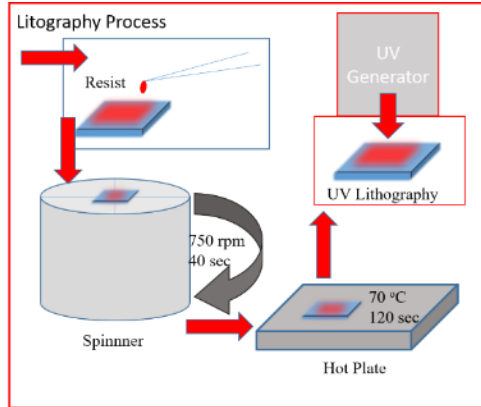 Litography Process
Resist
UV
Generator
UV Lithography
750 rpm
40 sec
Spinnner
70 °C
120 sec
Hot Plate